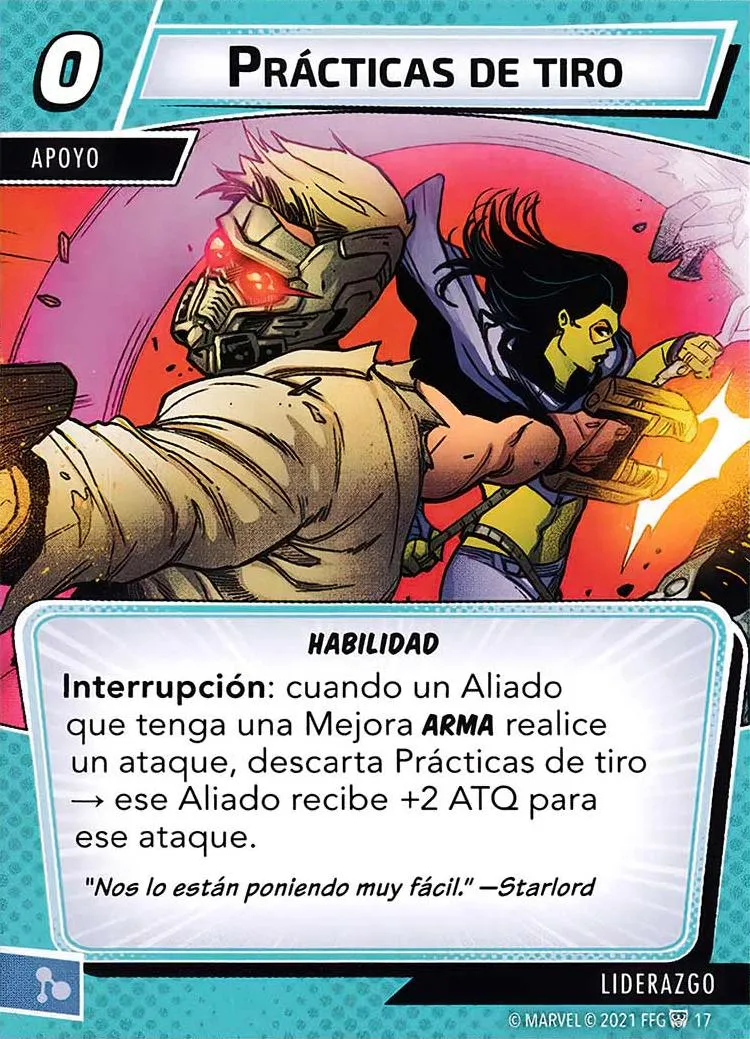 0
PRÁCTICAS DE TIRO
APOYO
HABILIDAD
Interrupción: cuando un Aliado
que tenga una Mejora ARMA realice
un ataque, descarta Prácticas de tiro
→ ese Aliado recibe +2 ATQ para
ese ataque.
"Nos lo están poniendo muy fácil." —Starlord
LIDERAZGO
© MARVEL © 2021 FFG 17